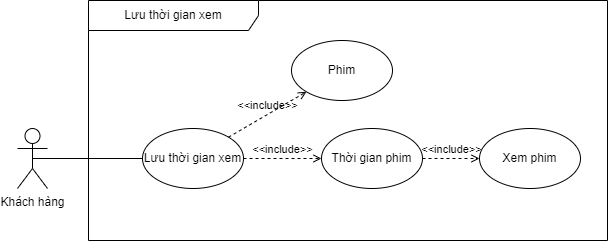 Lưu thời gian xem
Phim
<<include>>
Lưu thời gian xem
<<include>>
Thời gian phim
<<include>>
Xem phim
Khách hàng